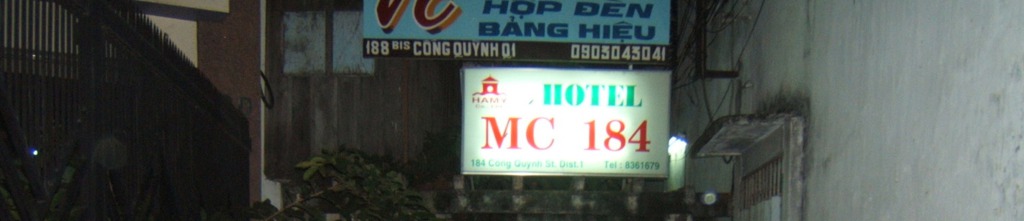 VC HỘP ĐÈN
BẢNG HIỆU
188 BIS CỐNG QUỲNH Q1 0903043041
HOTEL
MC 184
184 Cong Quynh St. Dist.1 Tel : 8361679